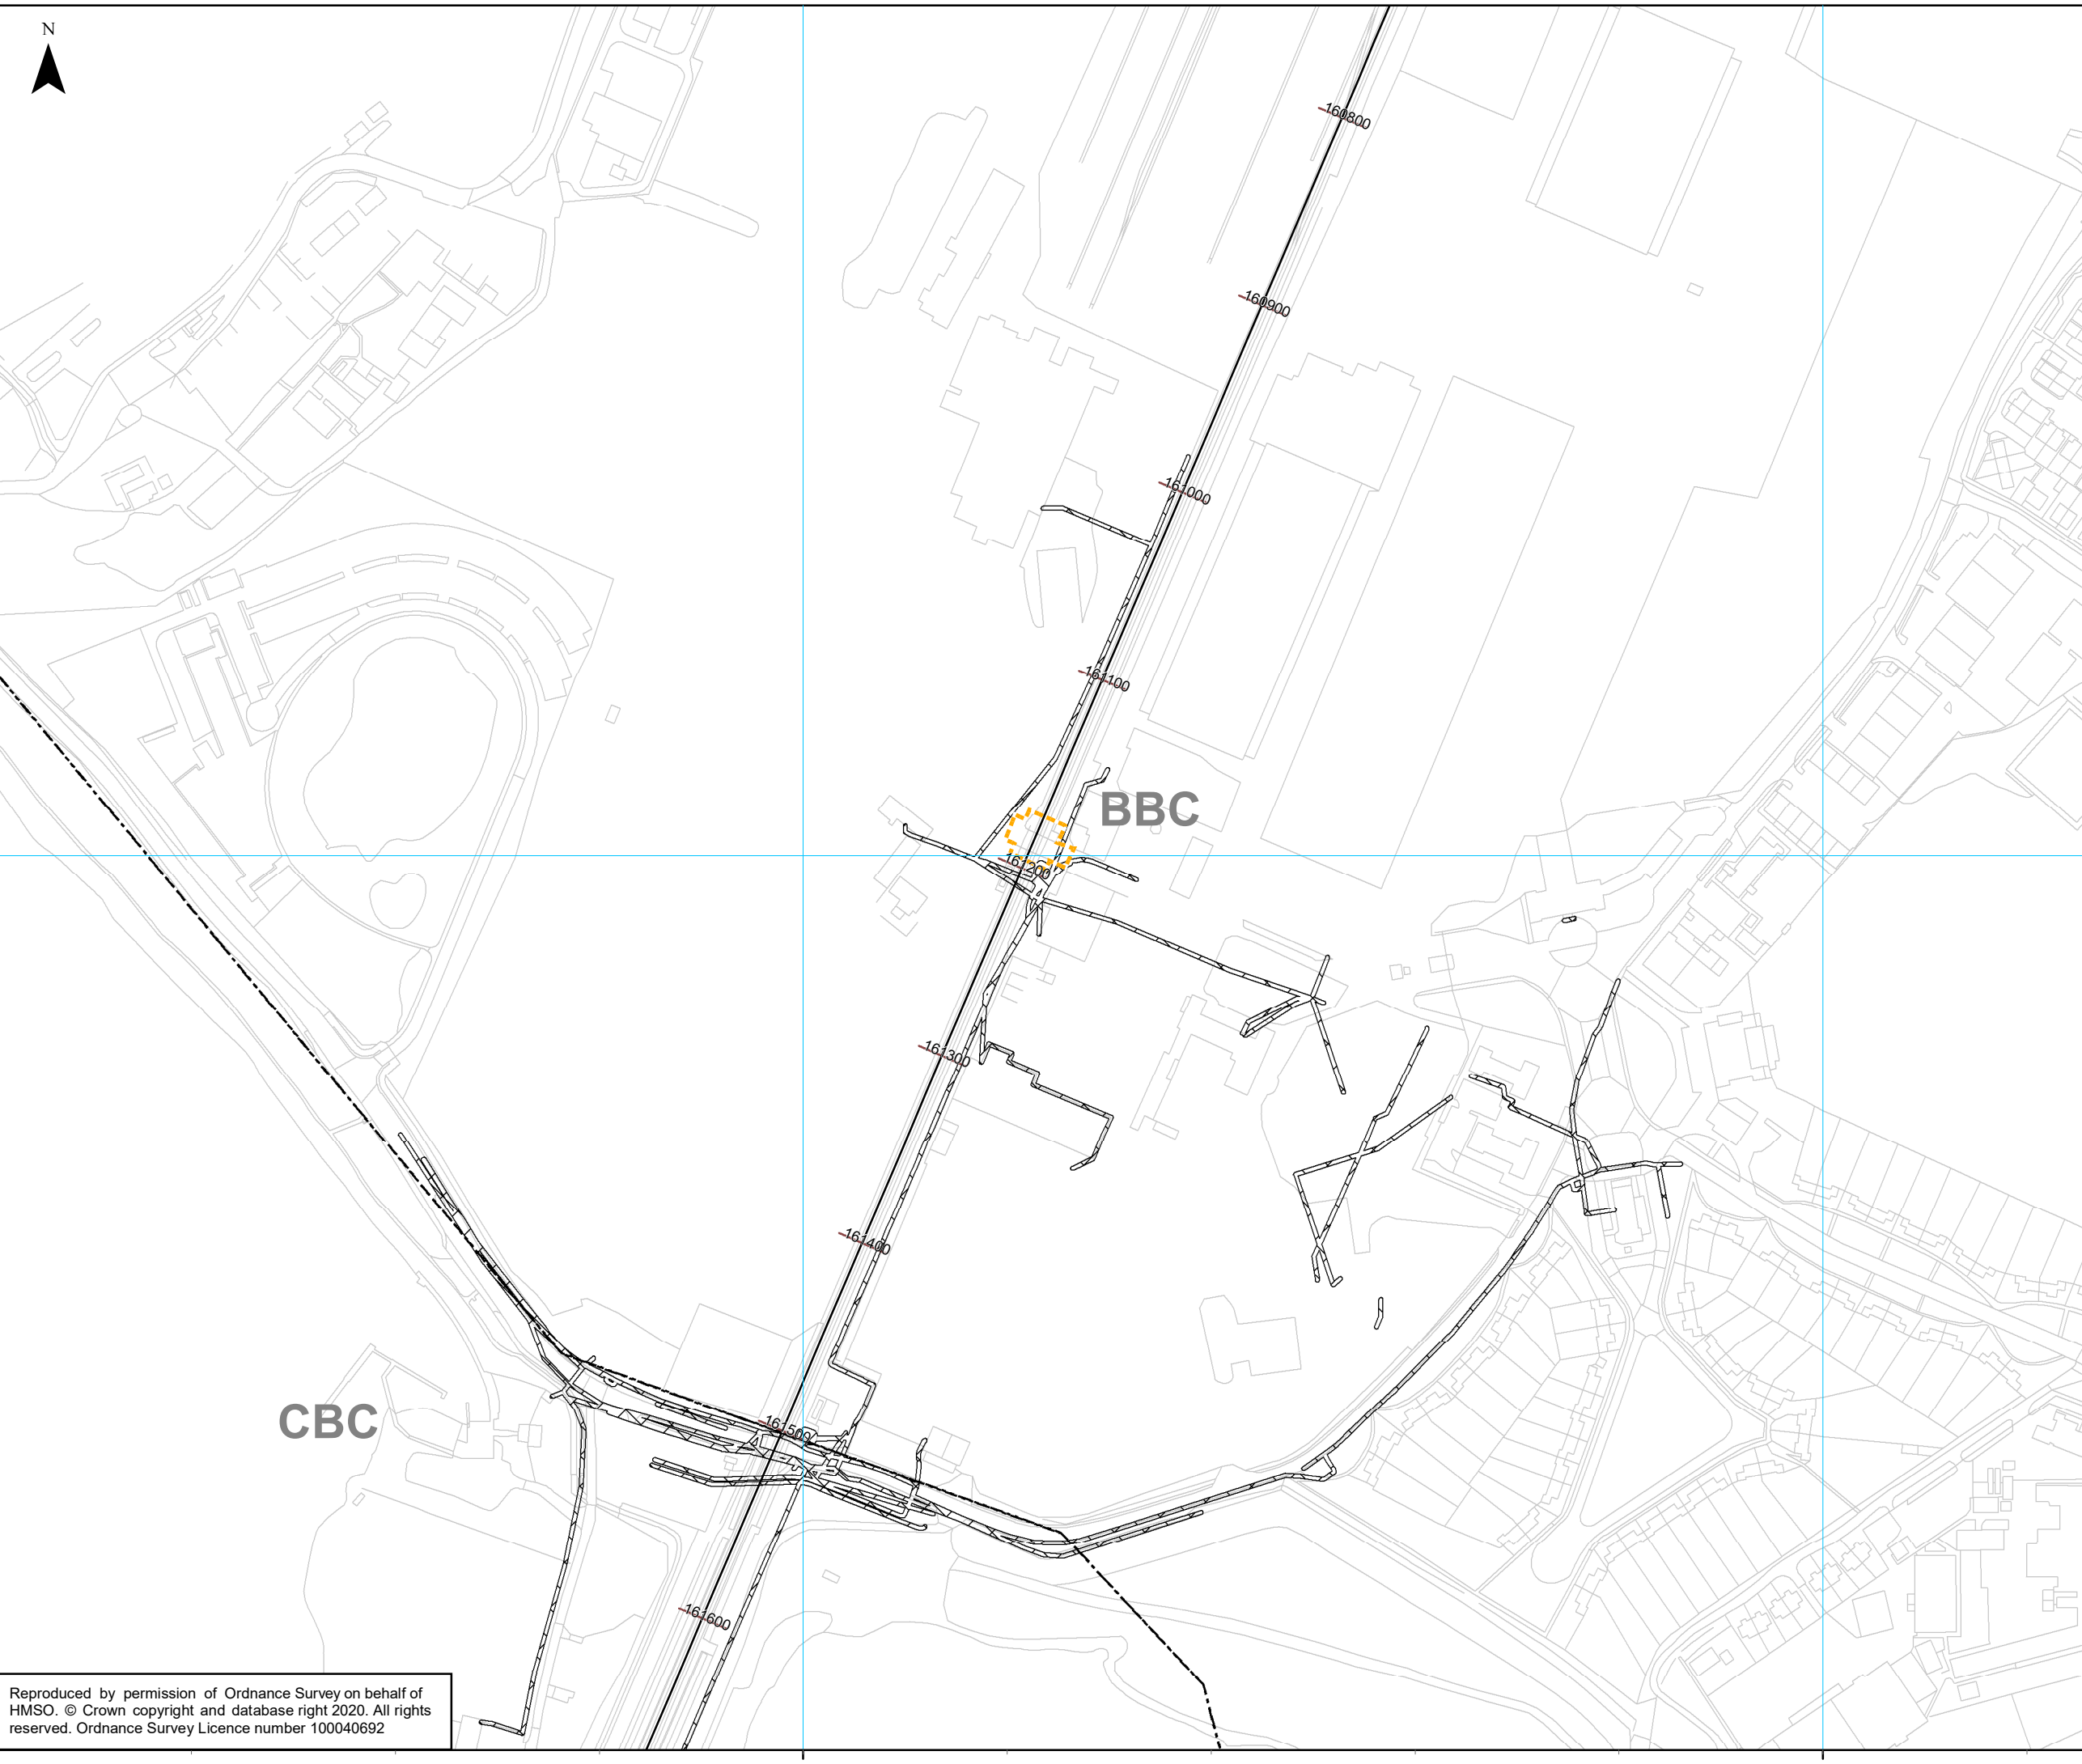 N
160800
160900
161000
161100
BBC
161200
161300
161400
CBC
161500
161600
Reproduced by permission of Ordnance Survey on behalf of
HMSO. © Crown copyright and database right 2020. All rights
reserved. Ordnance Survey Licence number 100040692